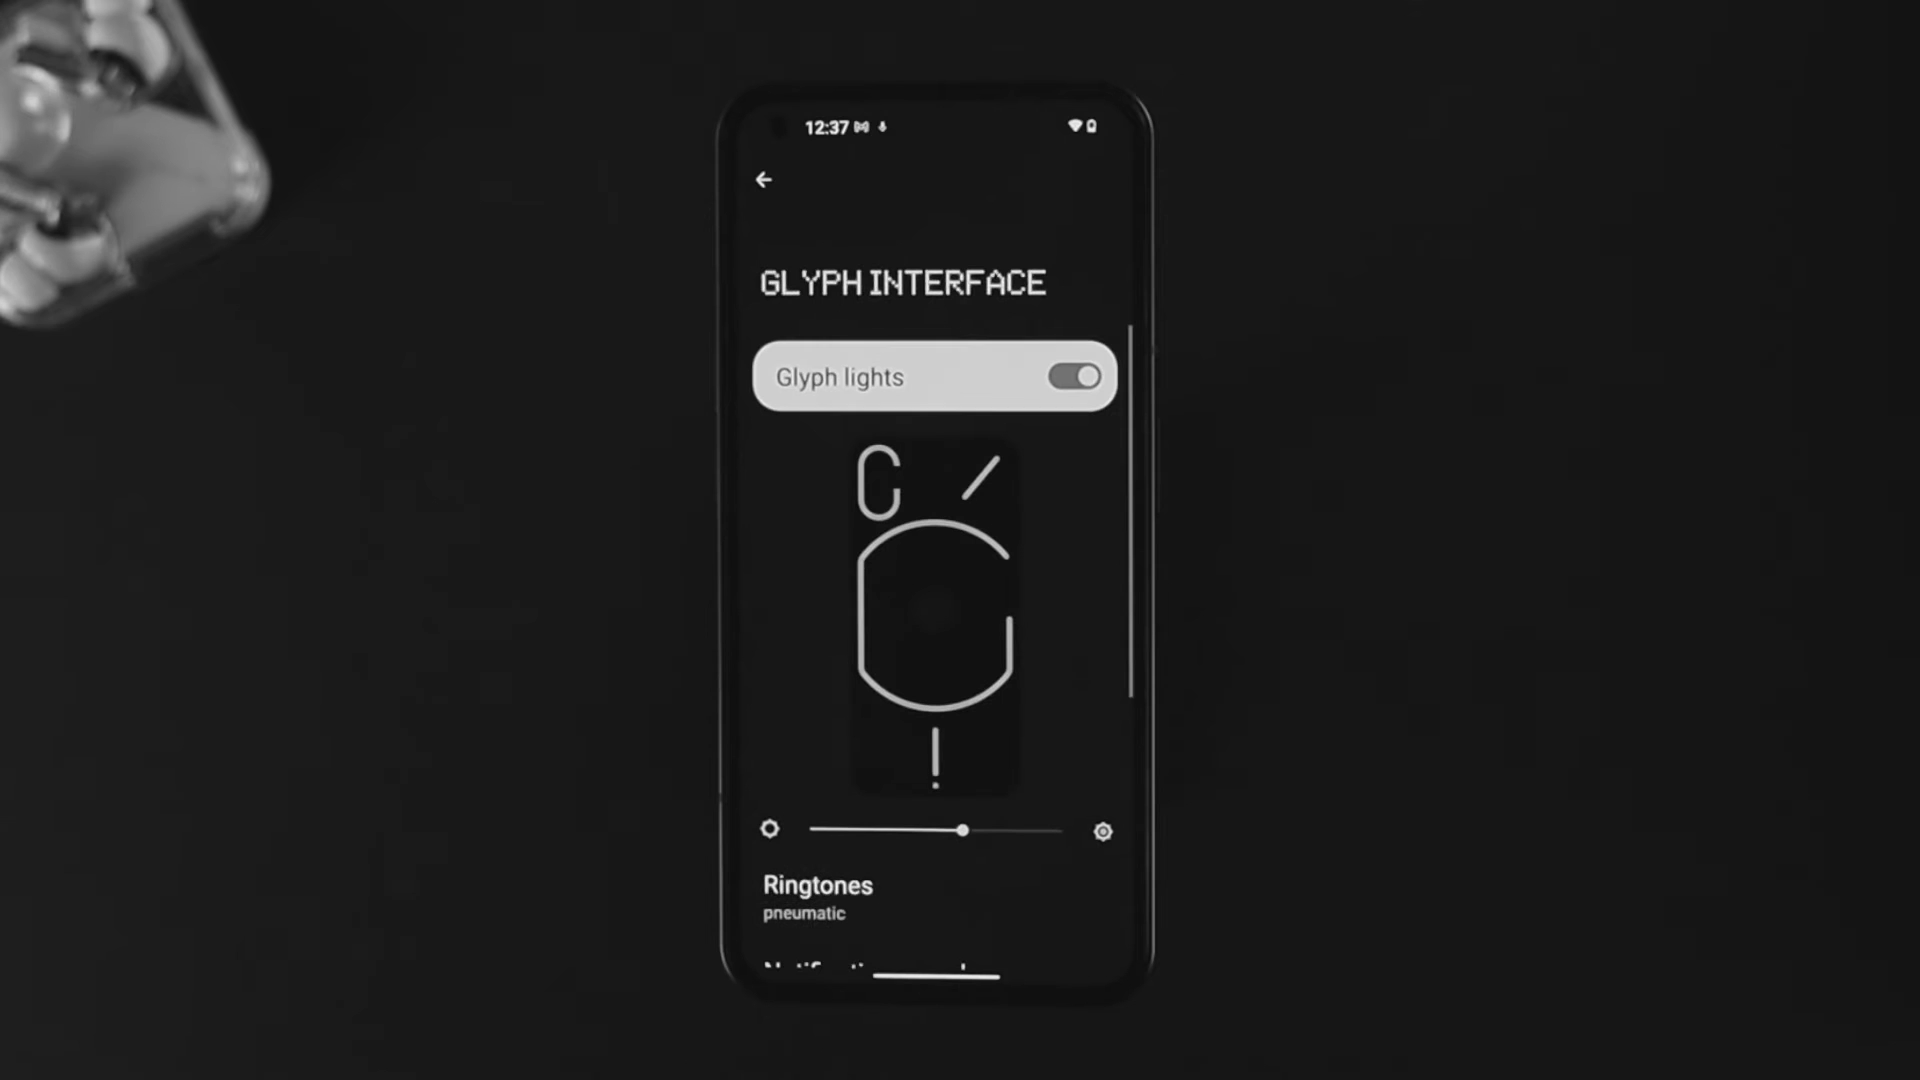 12:37
GLYPH INTERFACE
Glyph lights
Ringtones
pneumatic